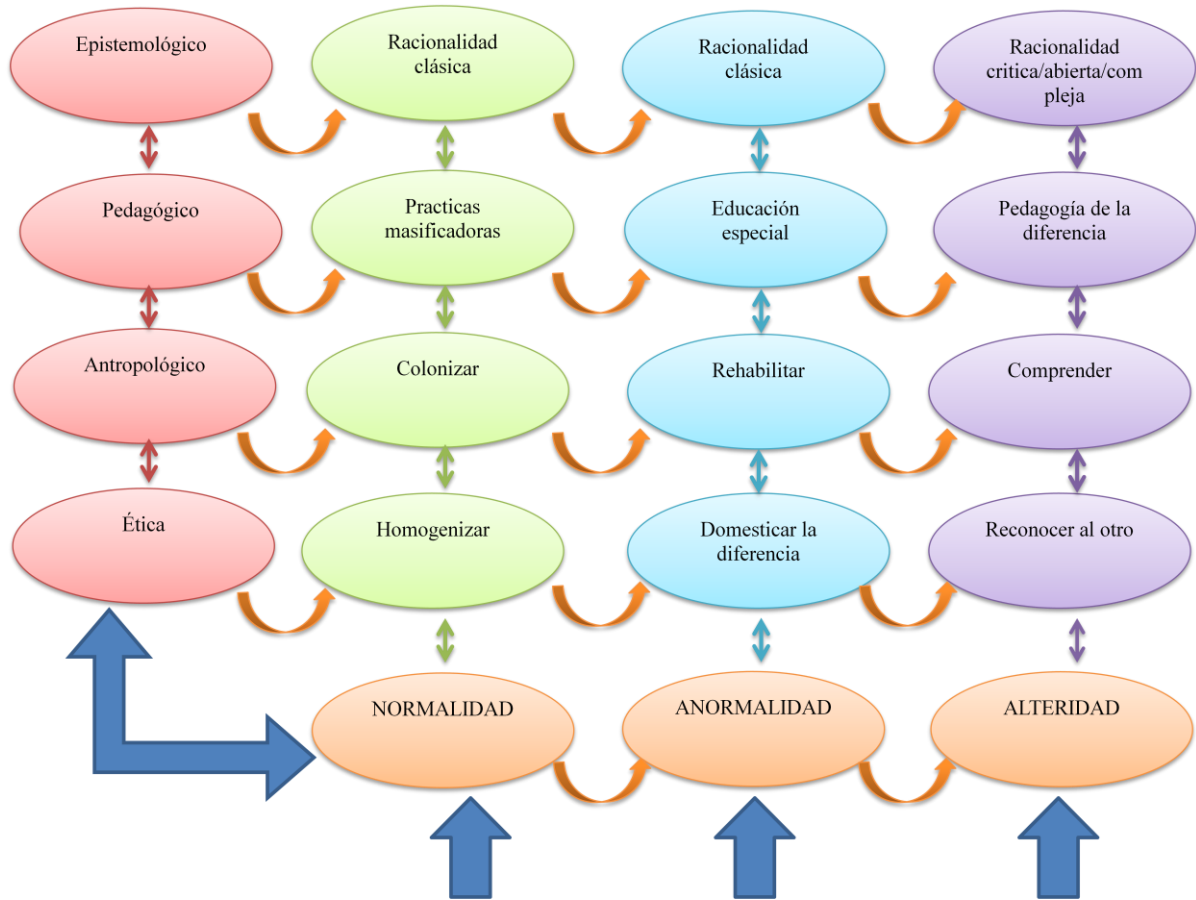 Epistemológico
Racionalidad
clásica
Racionalidad
clásica
Racionalidad
critica/abierta/com
pleja
Pedagógico
Practicas
masificadoras
Educación
especial
Pedagogía de la
diferencia
Antropológico
Colonizar
Rehabilitar
Comprender
Ética
Homogenizar
Domesticar la
diferencia
Reconocer al otro
NORMALIDAD
ANORMALIDAD
ALTERIDAD